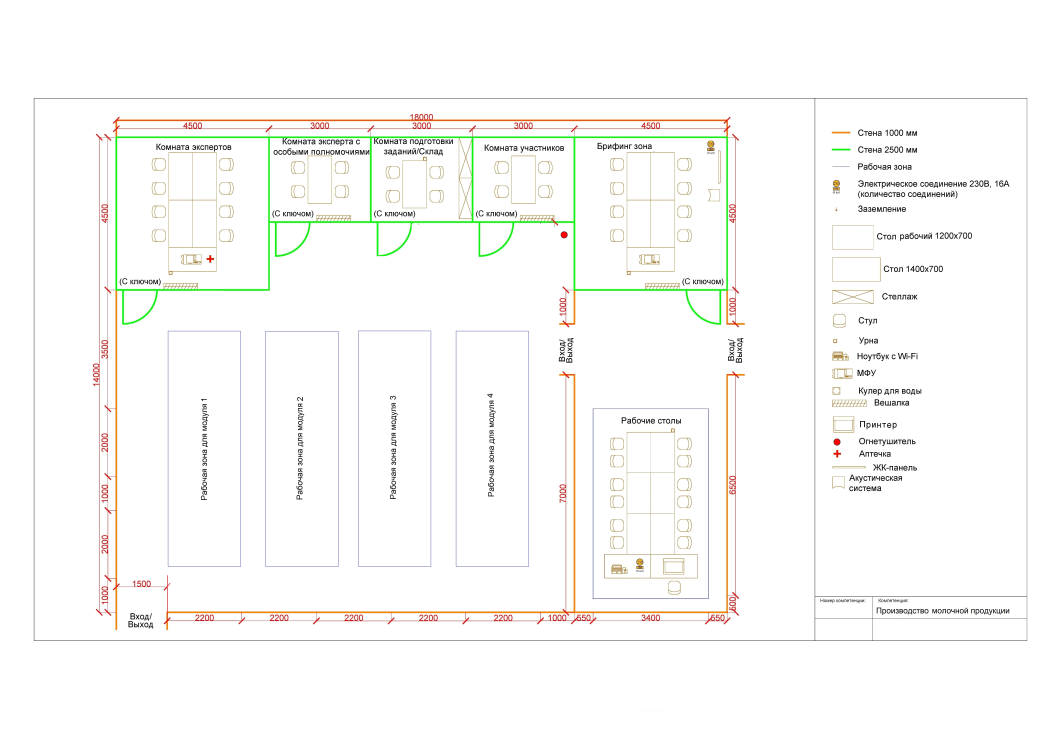 18000
4500
3000
3000
3000
4500
Комната экспертов
Комната эксперта с
особыми полномочиями
Комната подготовки
заданий/Склад
Комната участников
Брифинг зона
4500
4500
(С ключом)
(С ключом)
(С ключом)
(С ключом)
(С ключом)
1000
1000
Вход/
Выход
Вход/
Выход
3500
14000
2000
1000
2000
1000
Рабочая зона для модуля 1
Рабочая зона для модуля 2
Рабочая зона для модуля 3
Рабочая зона для модуля 4
Рабочие столы
7000
6500
600
1500
Вход/
Выход
2200
2200
2200
2200
2200
1000
550
3400
550
Стена 1000 мм
Стена 2500 мм
Рабочая зона
Электрическое соединение 230В, 16А
(количество соединений)
Заземление
Стол рабочий 1200х700
Стол 1400х700
Стеллаж
Стул
Урна
Ноутбук с Wi-Fi
МФУ
Кулер для воды
Вешалка
Принтер
Огнетушитель
Аптечка
ЖК-панель
Акустическая
система
Номер компетенции:
Компетенция:
Производство молочной продукции